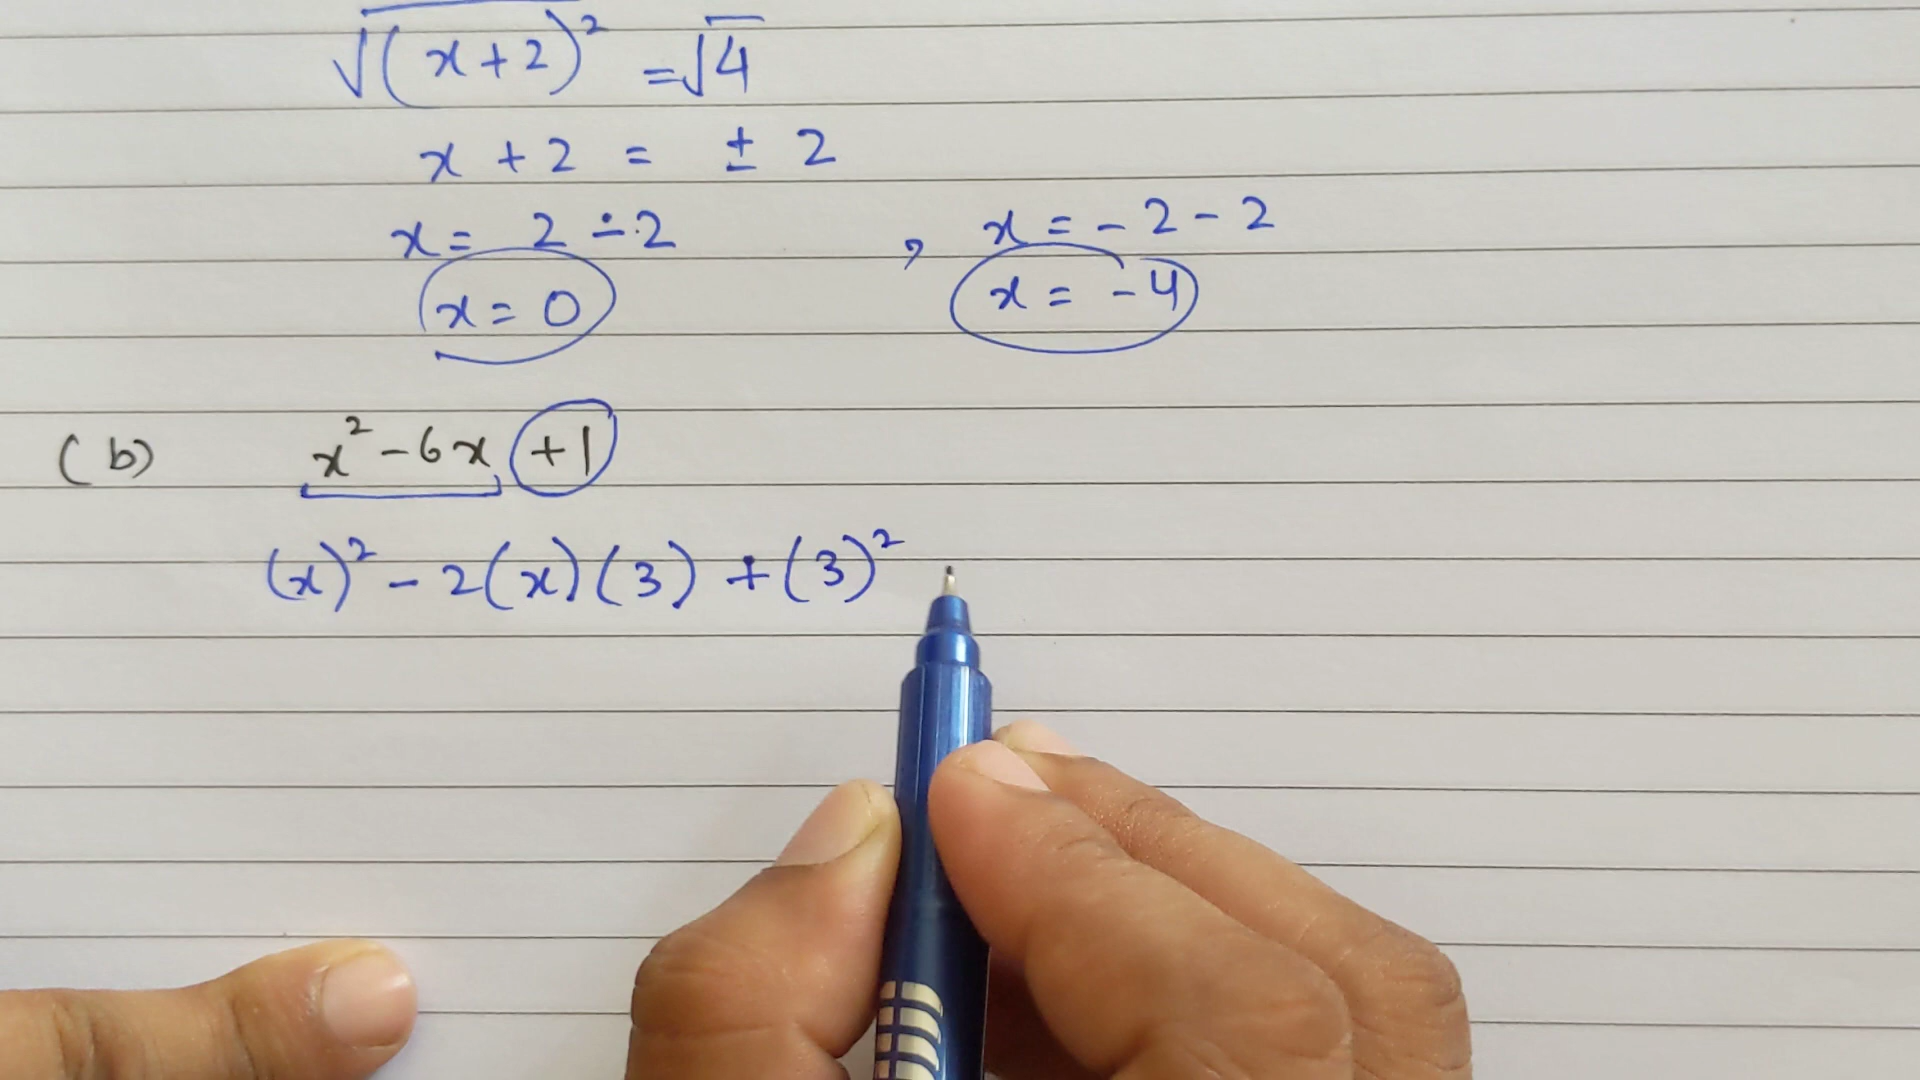 √(x+2)² = √4
x + 2 = ± 2
x = 2 - 2 , x = - 2 - 2
x = 0 x = - 4
(b) x² - 6x + 1
(x)² - 2(x)(3) + (3)²